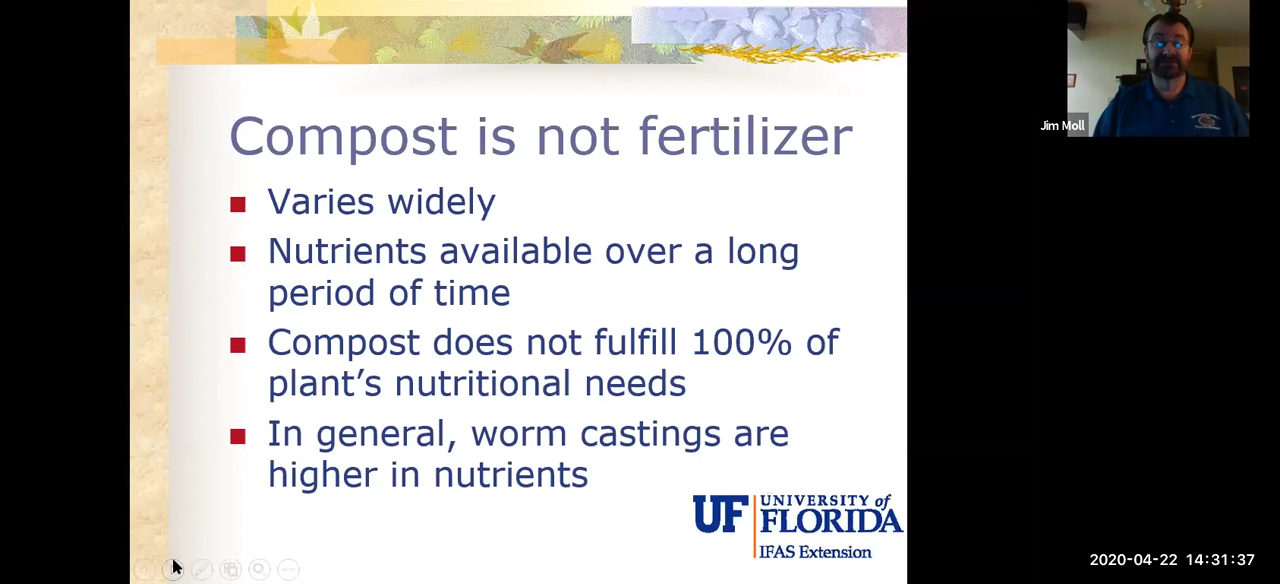 Compost is not fertilizer
Varies widely
Nutrients available over a long
period of time
Compost does not fulfill 100% of
plant’s nutritional needs
In general, worm castings are
higher in nutrients
UF UNIVERSITY of
FLORIDA
IFAS Extension
Jim Moll
2020-04-22 14:31:37